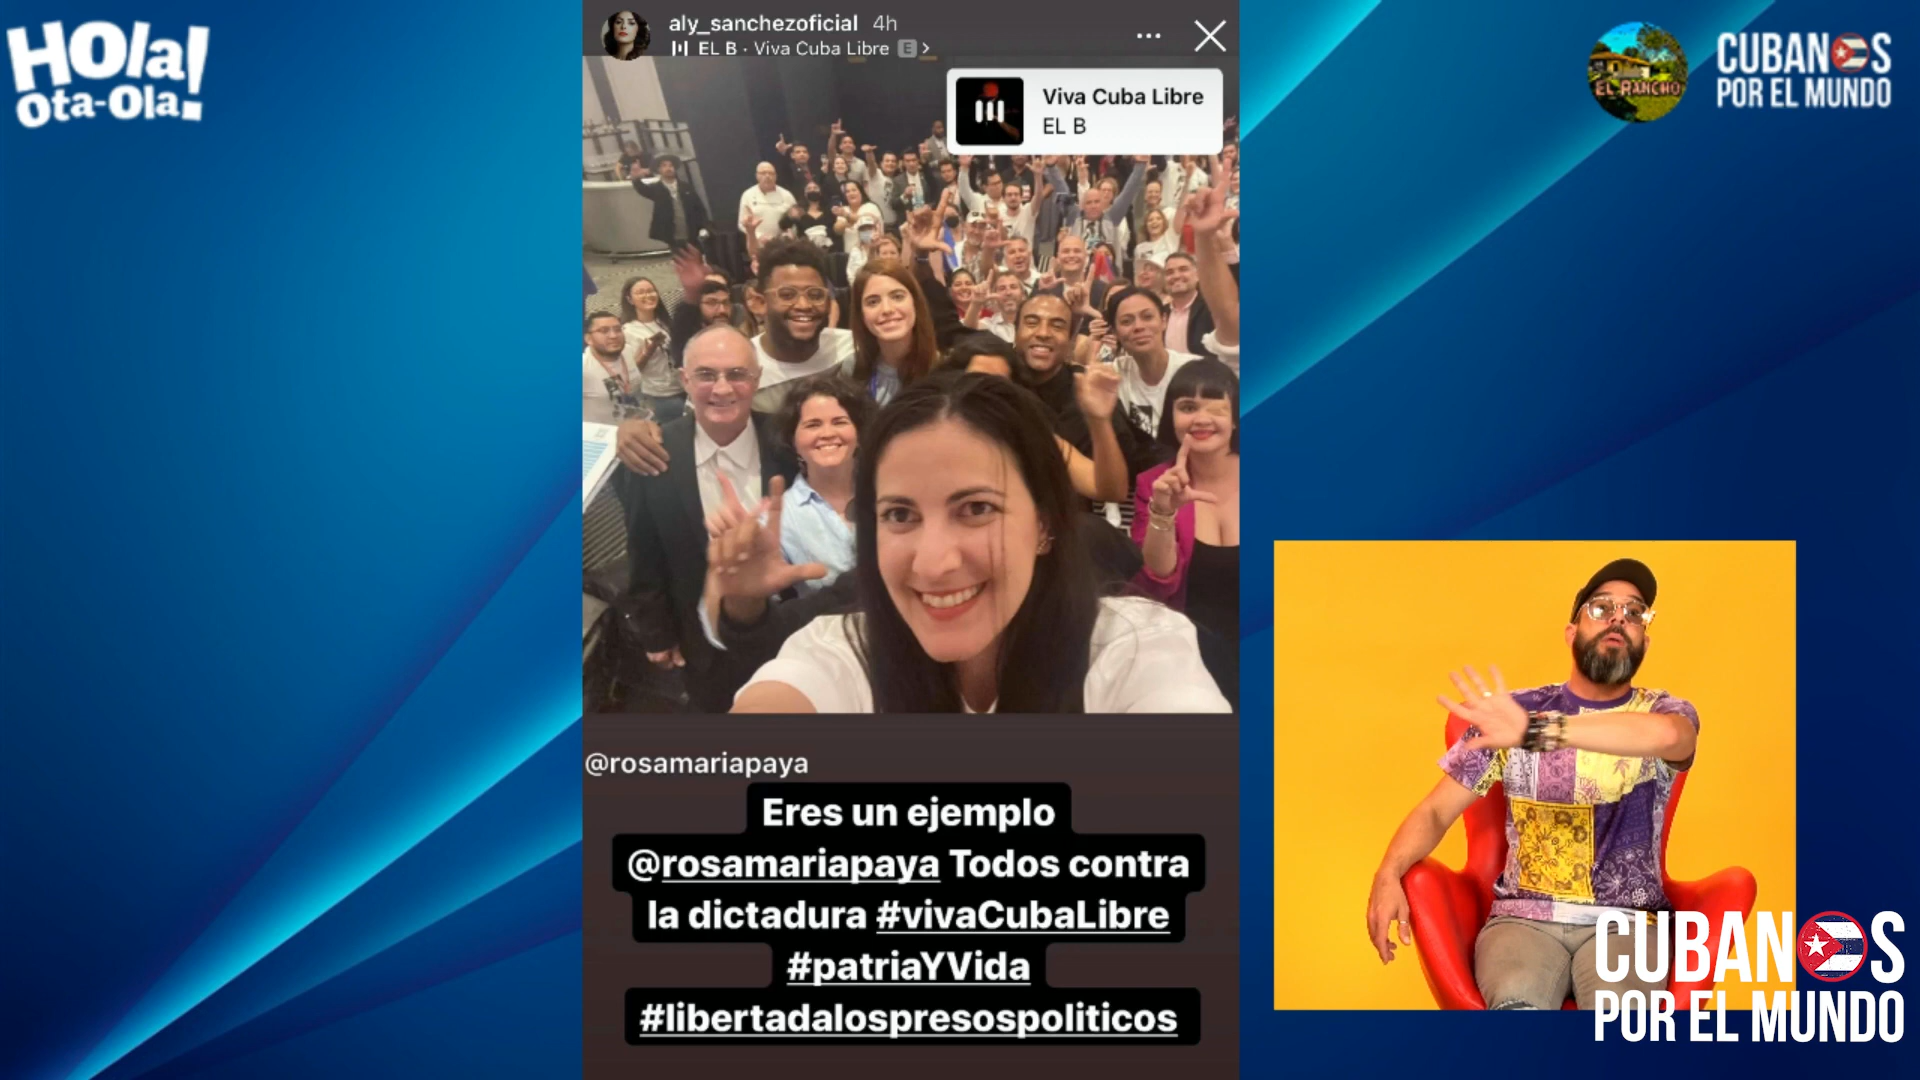 HOla!
Ota-Ola!
aly_sanchezoficial 4h
EL B · Viva Cuba Libre E >
Viva Cuba Libre
EL B
EL RANCHO
CUBANOS
POR EL MUNDO
@rosamariapaya
Eres un ejemplo
@rosamariapaya Todos contra
la dictadura #vivaCubaLibre
#patriaYVida
#libertadalospresospoliticos
CUBANOS
POR EL MUNDO